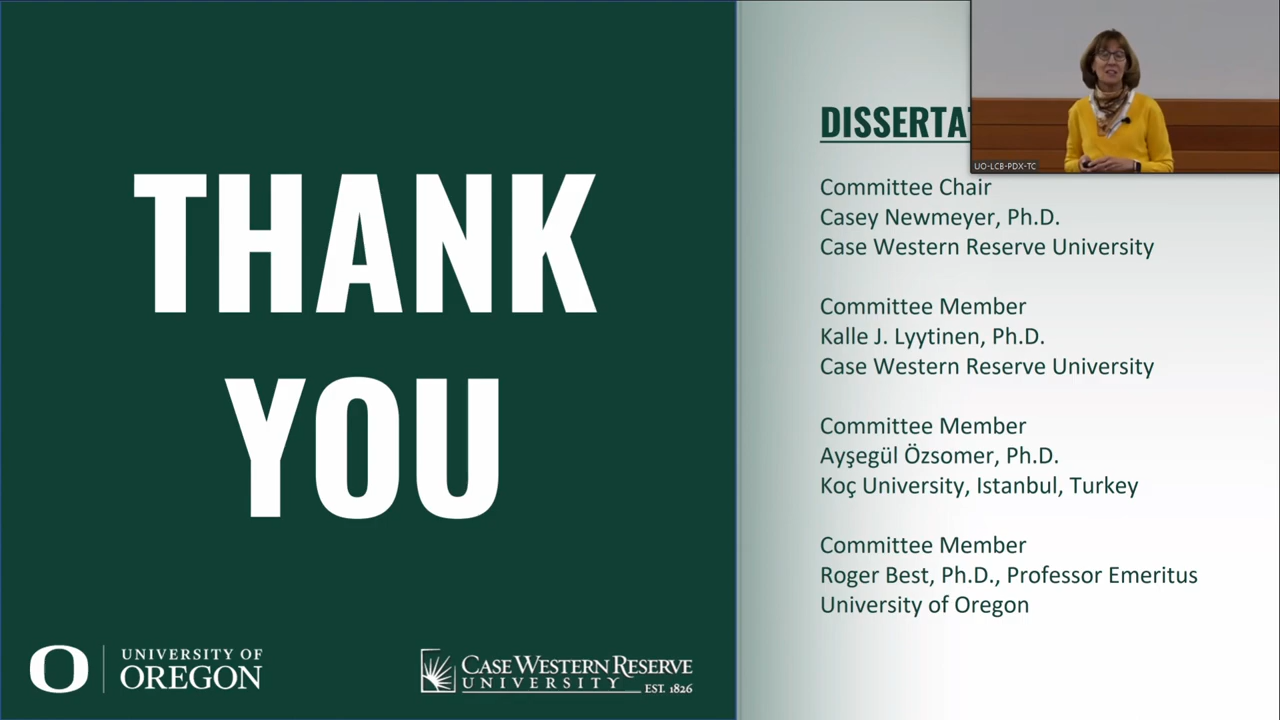 THANK
YOU
UNIVERSITY OF
OREGON
CASE WESTERN RESERVE
UNIVERSITY
EST. 1826
DISSERTA
UO-LCB-PDX-TC
Committee Chair
Casey Newmeyer, Ph.D.
Case Western Reserve University
Committee Member
Kalle J. Lyytinen, Ph.D.
Case Western Reserve University
Committee Member
Ayşegül Özsomer, Ph.D.
Koç University, Istanbul, Turkey
Committee Member
Roger Best, Ph.D., Professor Emeritus
University of Oregon